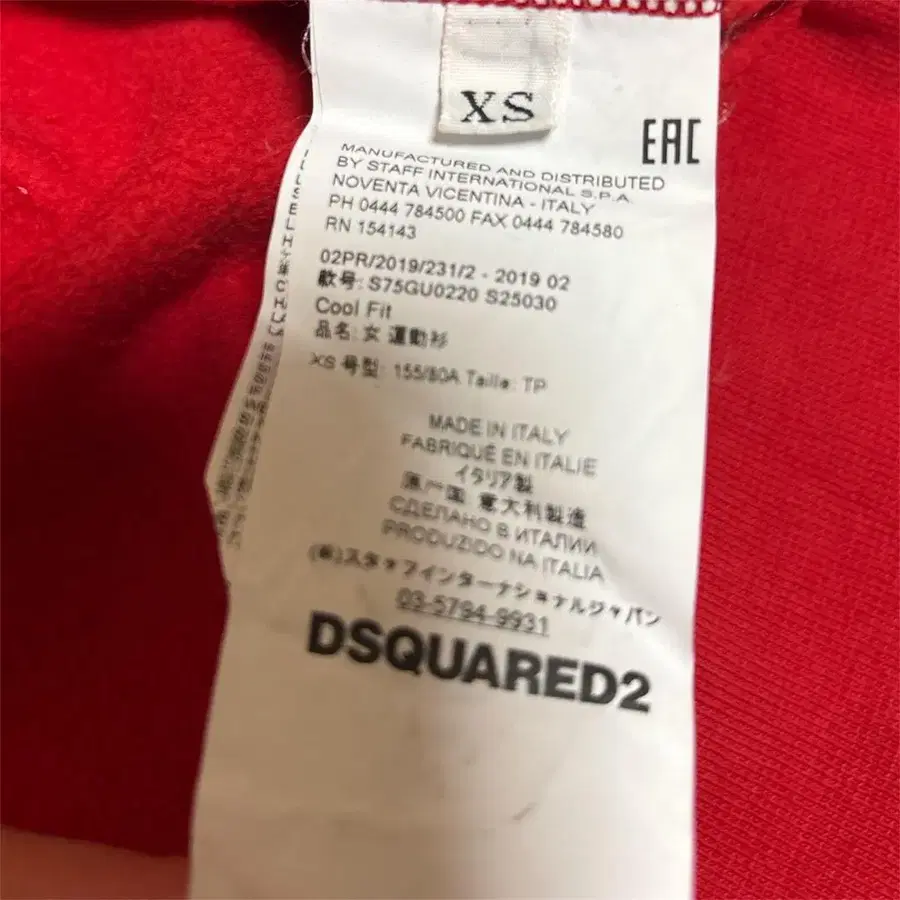 XS
EAC
MANUFACTURED AND DISTRIBUTED
BY STAFF INTERNATIONAL S.P.A.
NOVENTA VICENTINA - ITALY
PH 0444 784500 FAX 0444 784580
RN 154143
02PR/2019/231/2 - 2019 02
款号: S75GU0220 S25030
Cool Fit
品名: 女 運動衫
XS 号型: 155/80A Taille: TP
MADE IN ITALY
FABRIQUÉ EN ITALIE
イタリア製
原产国 意大利製造
СДЕЛАНО В ИТАЛИИ
PRODUZIDO NA ITALIA
(株)スタッフインターナショナルジャパン
03-5794-9931
DSQUARED2